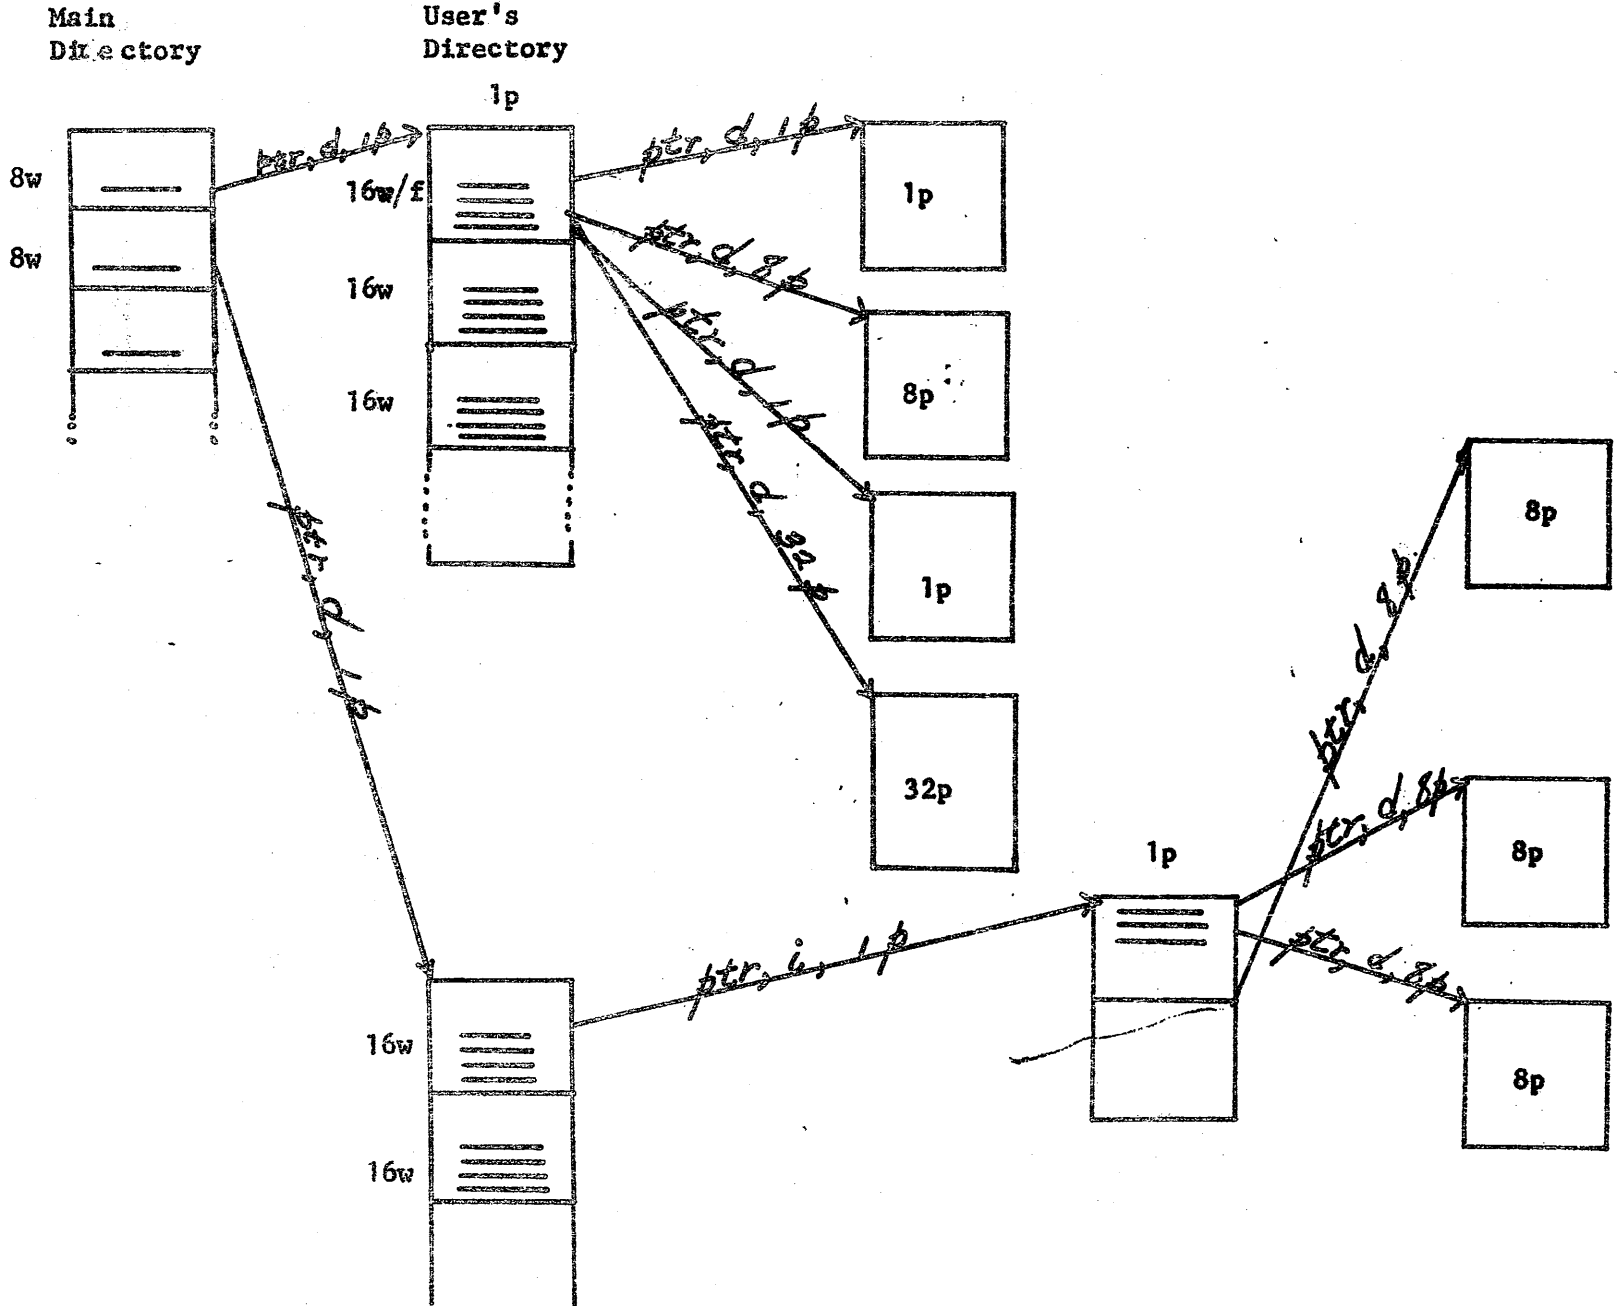 Main
Directory
User's
Directory
1p
8w
8w
ptr, d, 1p
16w/f
16w
16w
ptr, d, 1p
ptr, d, 8p
ptr, d, 1p
ptr, d, 32p
1p
8p
1p
32p
ptr, d, 1p
16w
16w
ptr, i, 1p
1p
ptr, d, 8p
ptr, d, 8p
ptr, d, 8p
8p
8p
8p